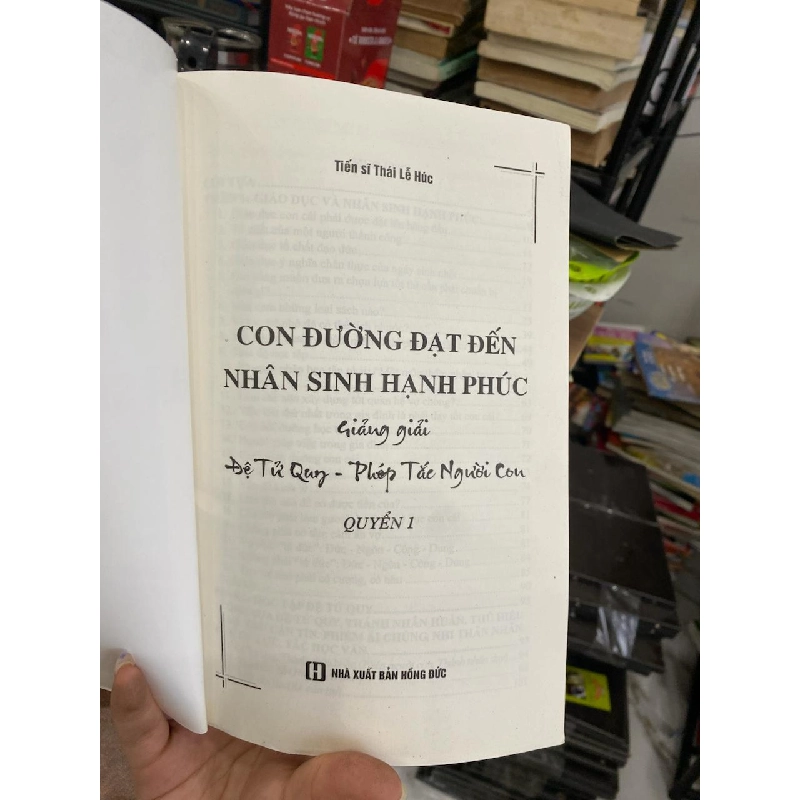 Tiến sĩ Thái Lễ Húc
CON ĐƯỜNG ĐẠT ĐẾN
NHÂN SINH HẠNH PHÚC
Giảng giải
Đệ Tử Quy - Phép Tắc Người Con
QUYỂN 1
H NHÀ XUẤT BẢN HỒNG ĐỨC